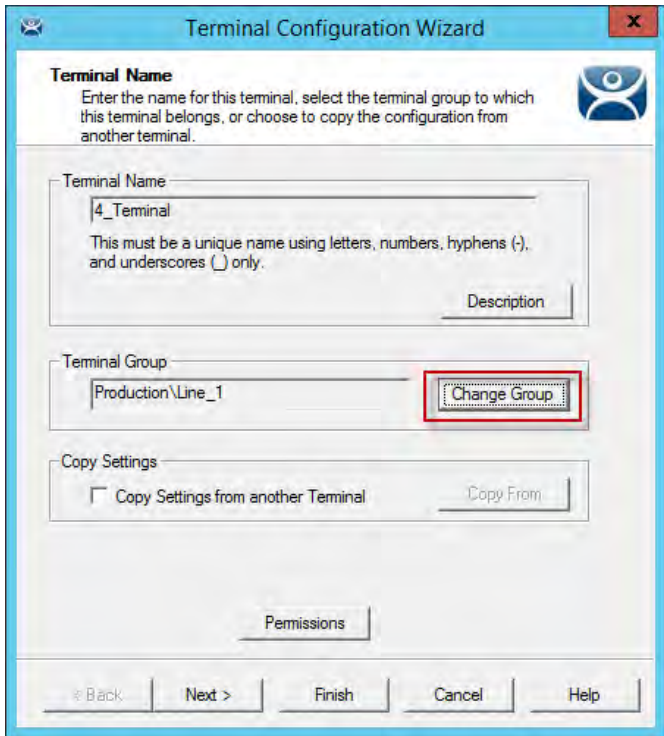 Terminal Configuration Wizard
x
Terminal Name
Enter the name for this terminal, select the terminal group to which
this terminal belongs, or choose to copy the configuration from
another terminal.
Terminal Name
4_Terminal
This must be a unique name using letters, numbers, hyphens (-),
and underscores (_) only.
Description
Terminal Group
Production\Line_1
Change Group
Copy Settings
Copy Settings from another Terminal
Copy From
Permissions
< Back
Next >
Finish
Cancel
Help